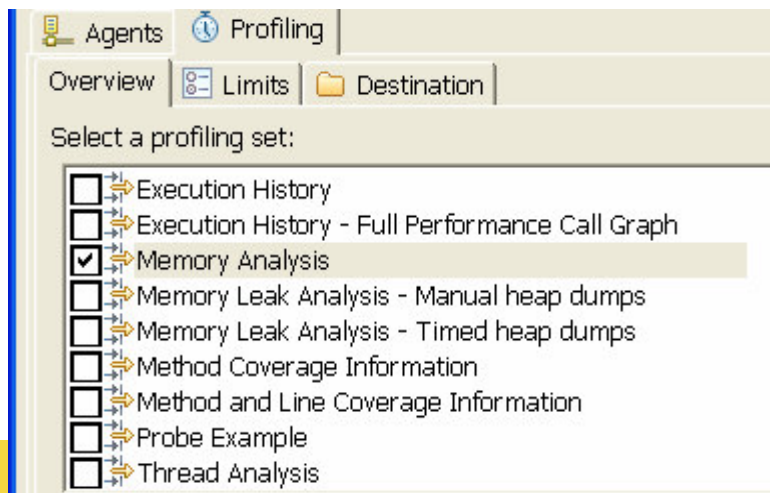 Agents Profiling
Overview Limits Destination
Select a profiling set:
Execution History
Execution History - Full Performance Call Graph
Memory Analysis
Memory Leak Analysis - Manual heap dumps
Memory Leak Analysis - Timed heap dumps
Method Coverage Information
Method and Line Coverage Information
Probe Example
Thread Analysis